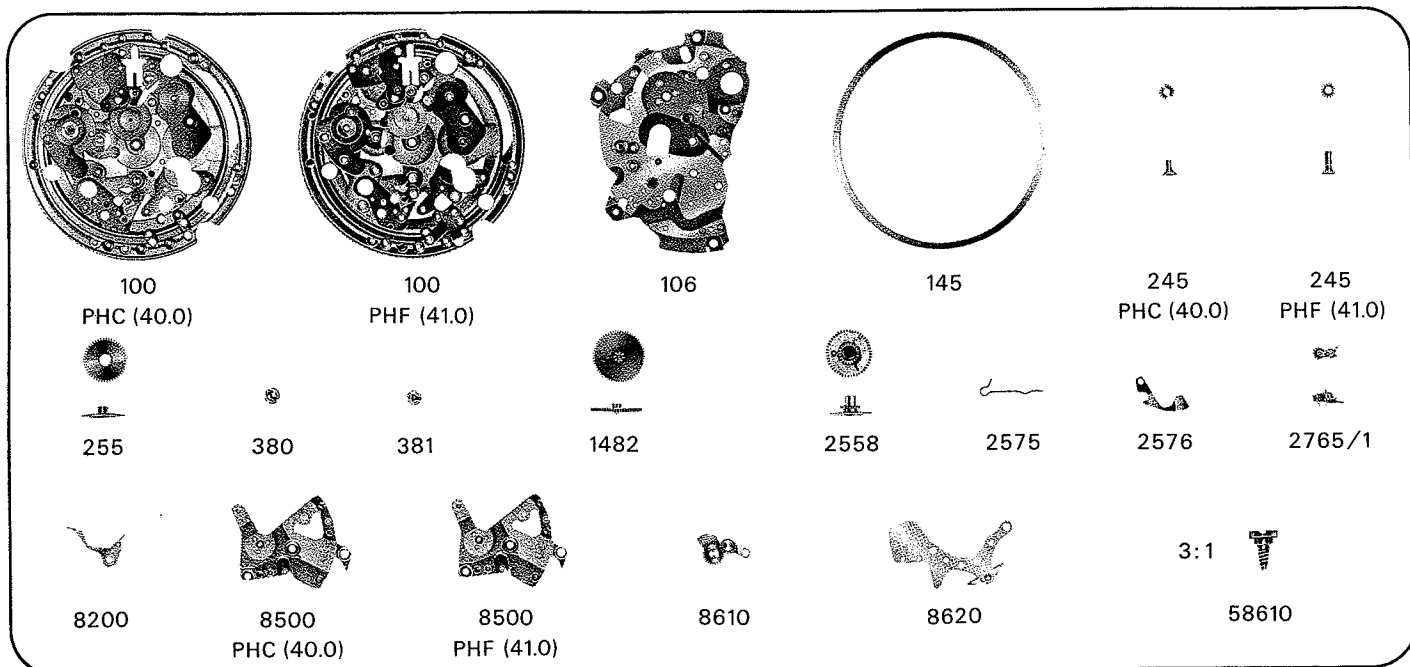 100 100 106 145 245 245
PHC (40.0) PHF (41.0) PHC (40.0) PHF (41.0)
255 380 381 1482 2558 2575 2576 2765/1
3:1
8200 8500 8500 8610 8620 58610
PHC (40.0) PHF (41.0)